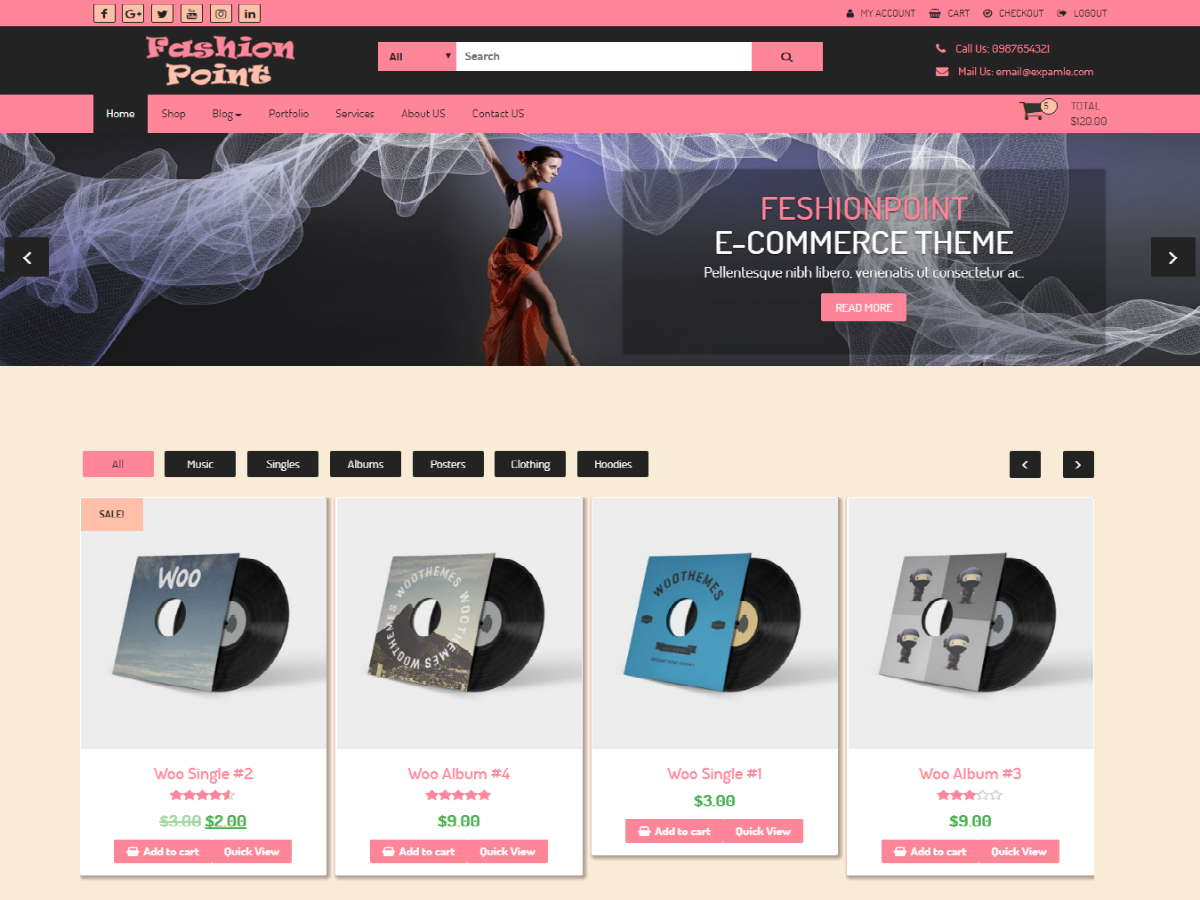 MY ACCOUNT CART CHECKOUT LOGOUT
Fashion
Point
All
Search
Call Us: 0987654321
Mail Us: email@expamle.com
Home Shop Blog Portfolio Services About US Contact US
5
TOTAL
$120.00
FESHIONPOINT
E-COMMERCE THEME
Pellentesque nibh libero, venenatis ut consectetur ac.
READ MORE
All Music Singles Albums Posters Clothing Hoodies
SALE!
WOO
WOOTHEMES WOOTHEMES WOOTHEMES
WOOTHEMES
Woo Single #2
$3.00 $2.00
Add to cart Quick View
Woo Album #4
$9.00
Add to cart Quick View
Woo Single #1
$3.00
Add to cart Quick View
Woo Album #3
$9.00
Add to cart Quick View